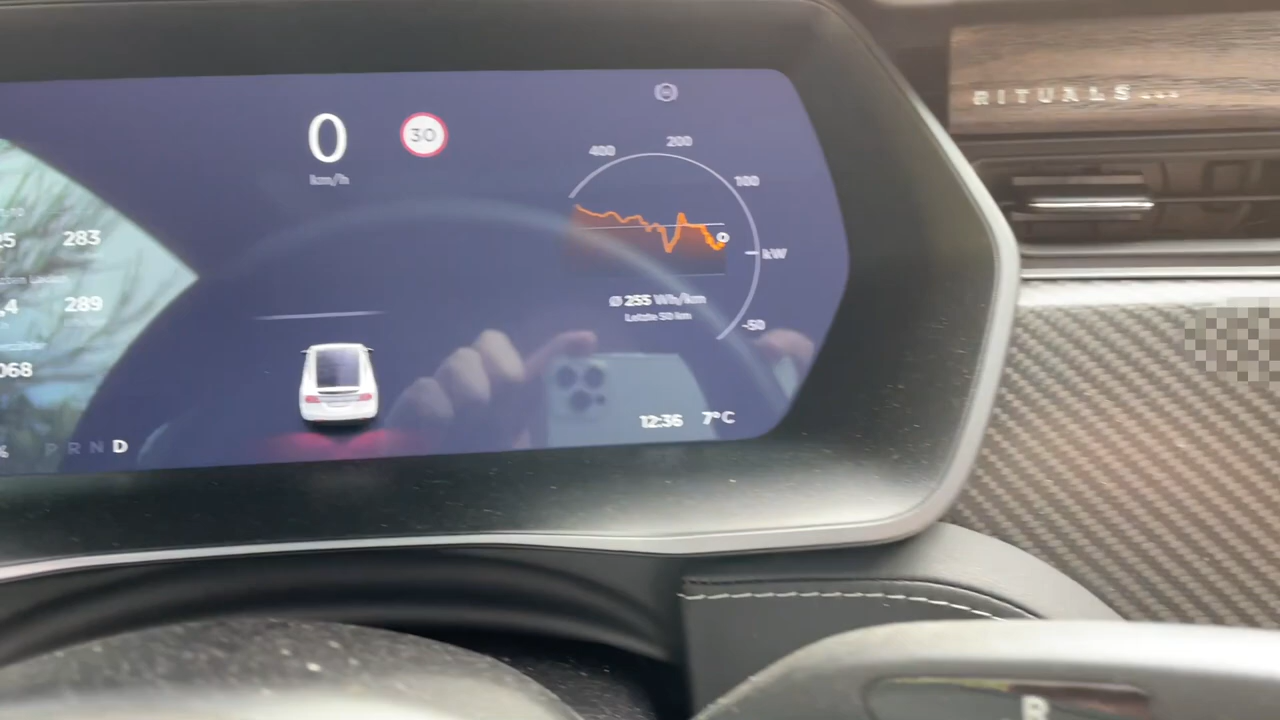 RITUALS...
0
km/h
30
400
200
100
kW
-50
283
289
Ø 255 Wh/km
Letzte 50 km
12:36 7°C
P R N D
R